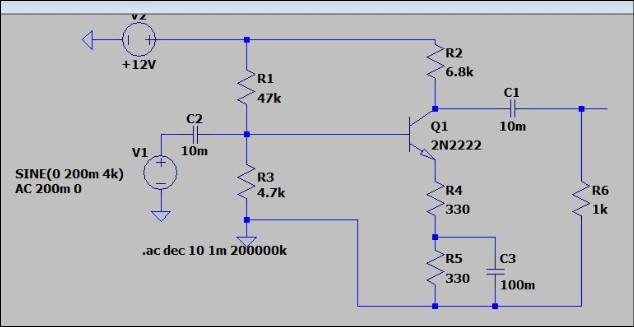 V2
+12V
R2
6.8k
R1
47k
C1
10m
C2
10m
Q1
2N2222
V1
SINE(0 200m 4k)
AC 200m 0
R3
4.7k
R4
330
R6
1k
.ac dec 10 1m 200000k
R5
330
C3
100m